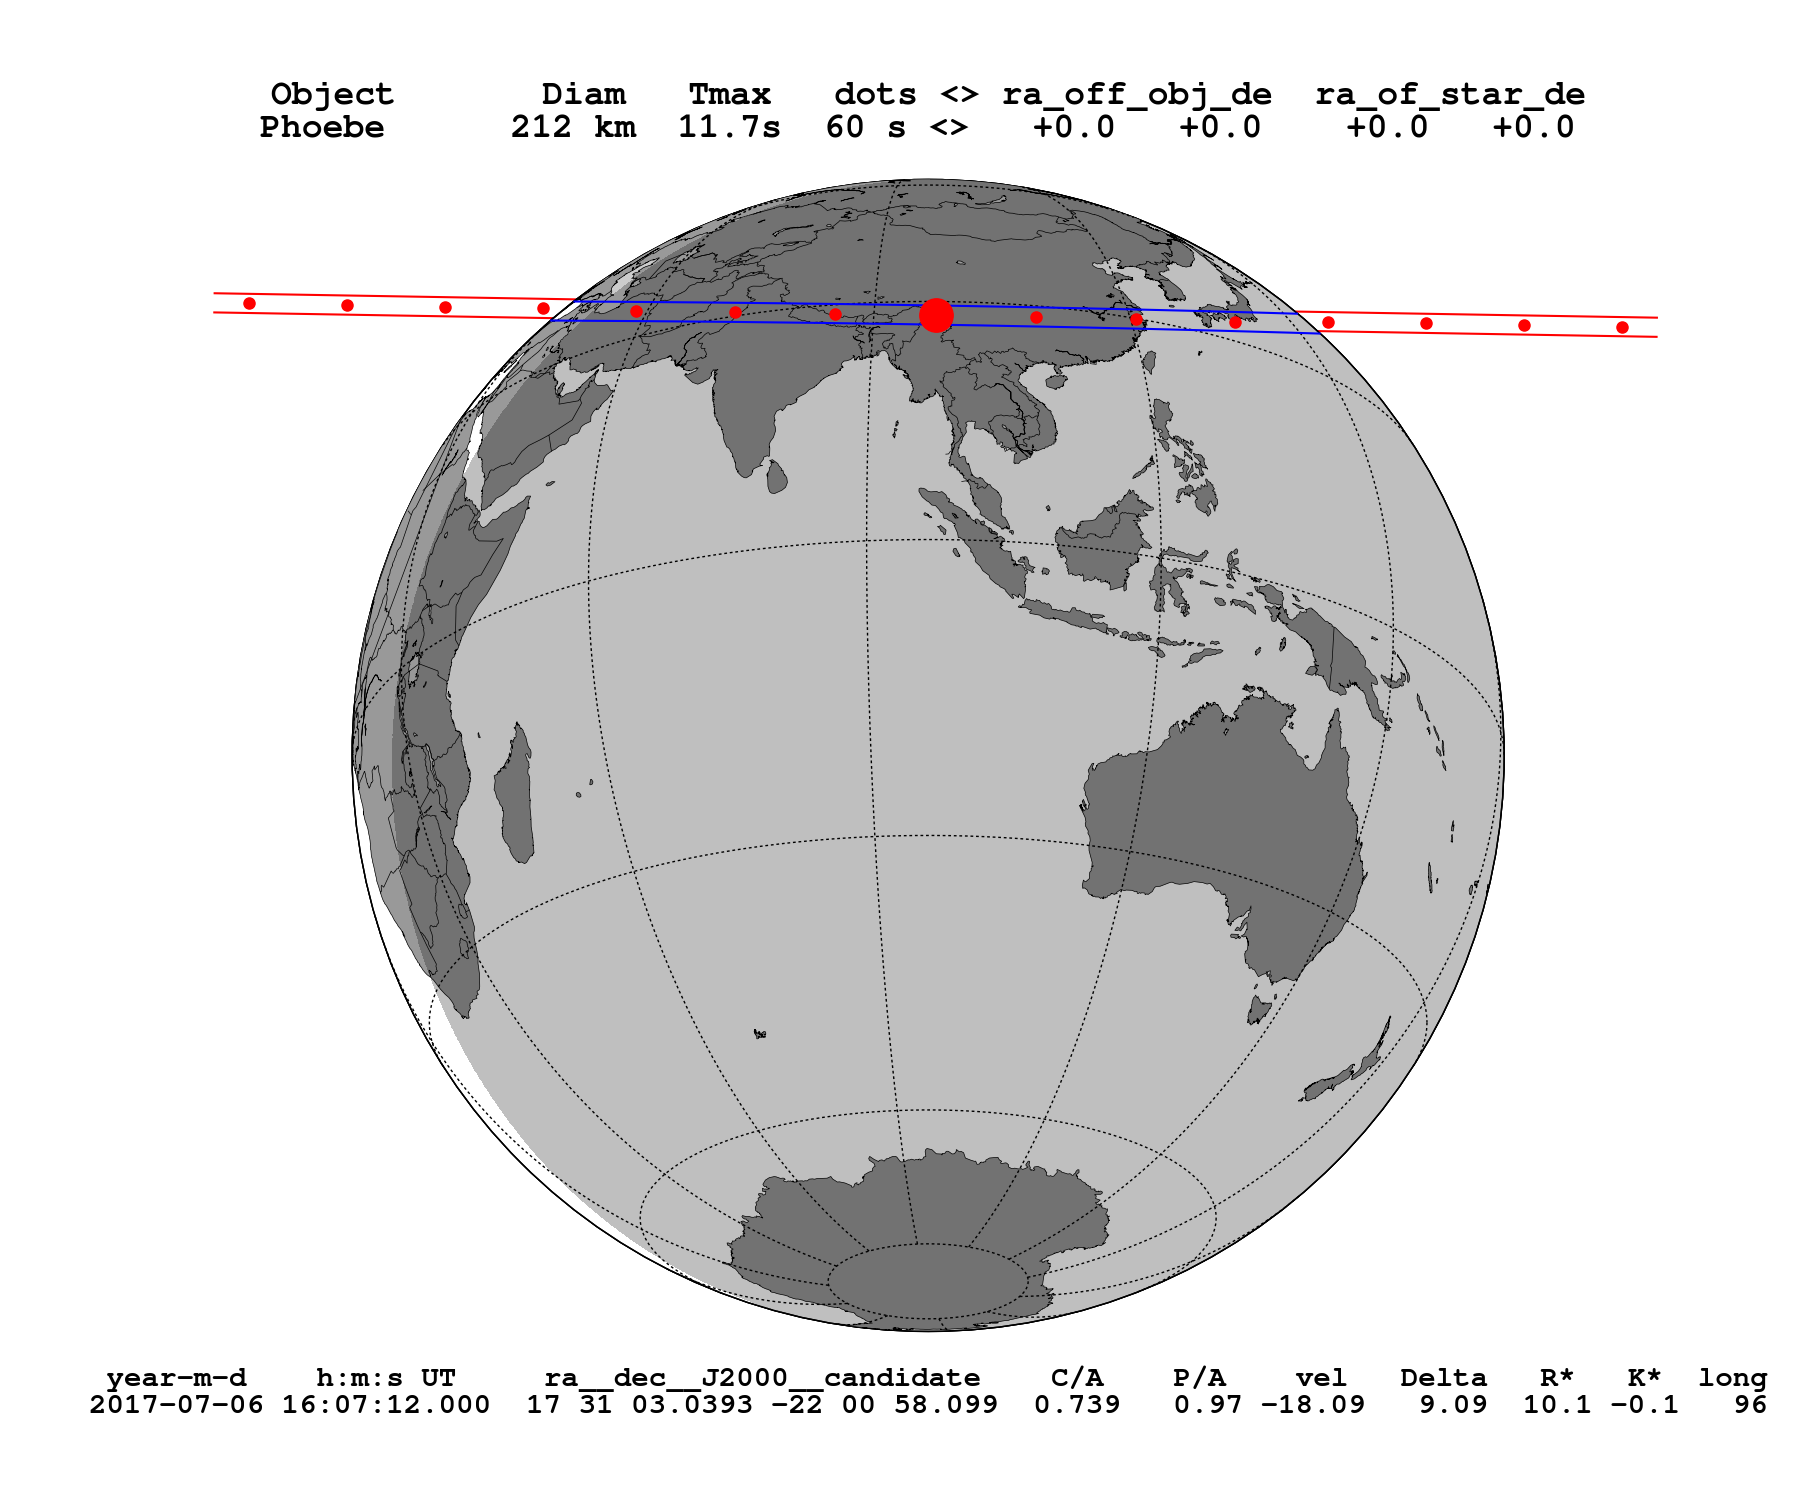 Object Diam Tmax dots <> ra_off_obj_de ra_of_star_de
Phoebe 212 km 11.7s 60 s <> +0.0 +0.0 +0.0 +0.0
year-m-d h:m:s UT ra__dec__J2000__candidate C/A P/A vel Delta R* K* long
2017-07-06 16:07:12.000 17 31 03.0393 -22 00 58.099 0.739 0.97 -18.09 9.09 10.1 -0.1 96